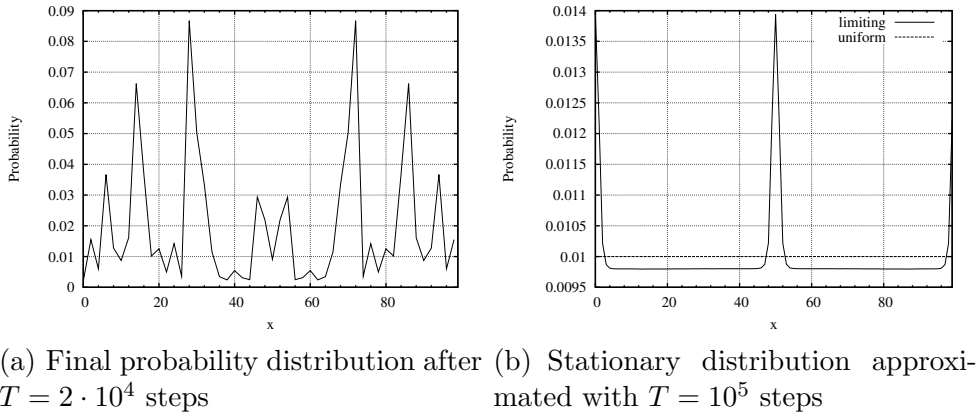 0.09
0.08
0.07
0.06
0.05
0.04
0.03
0.02
0.01
0
Probability
0 20 40 60 80
x
0.014
0.0135
0.013
0.0125
0.012
0.0115
0.011
0.0105
0.01
0.0095
Probability
limiting
uniform
0 20 40 60 80
x
(a) Final probability distribution after
T = 2 · 10⁴ steps
(b) Stationary distribution approxi-
mated with T = 10⁵ steps